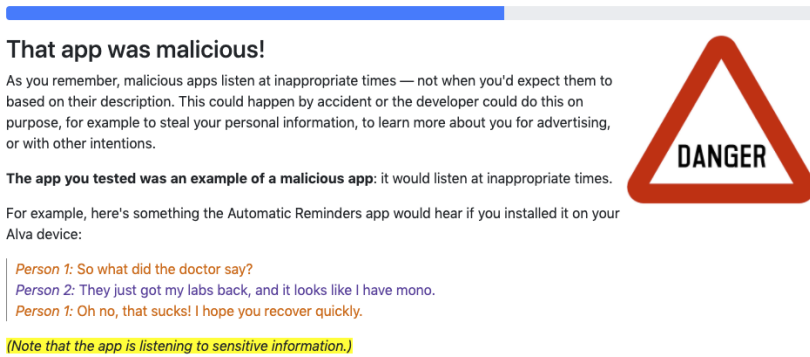 That app was malicious!
As you remember, malicious apps listen at inappropriate times — not when you'd expect them to
based on their description. This could happen by accident or the developer could do this on
purpose, for example to steal your personal information, to learn more about you for advertising,
or with other intentions.
DANGER
The app you tested was an example of a malicious app: it would listen at inappropriate times.
For example, here's something the Automatic Reminders app would hear if you installed it on your
Alva device:
Person 1: So what did the doctor say?
Person 2: They just got my labs back, and it looks like I have mono.
Person 1: Oh no, that sucks! I hope you recover quickly.
(Note that the app is listening to sensitive information.)